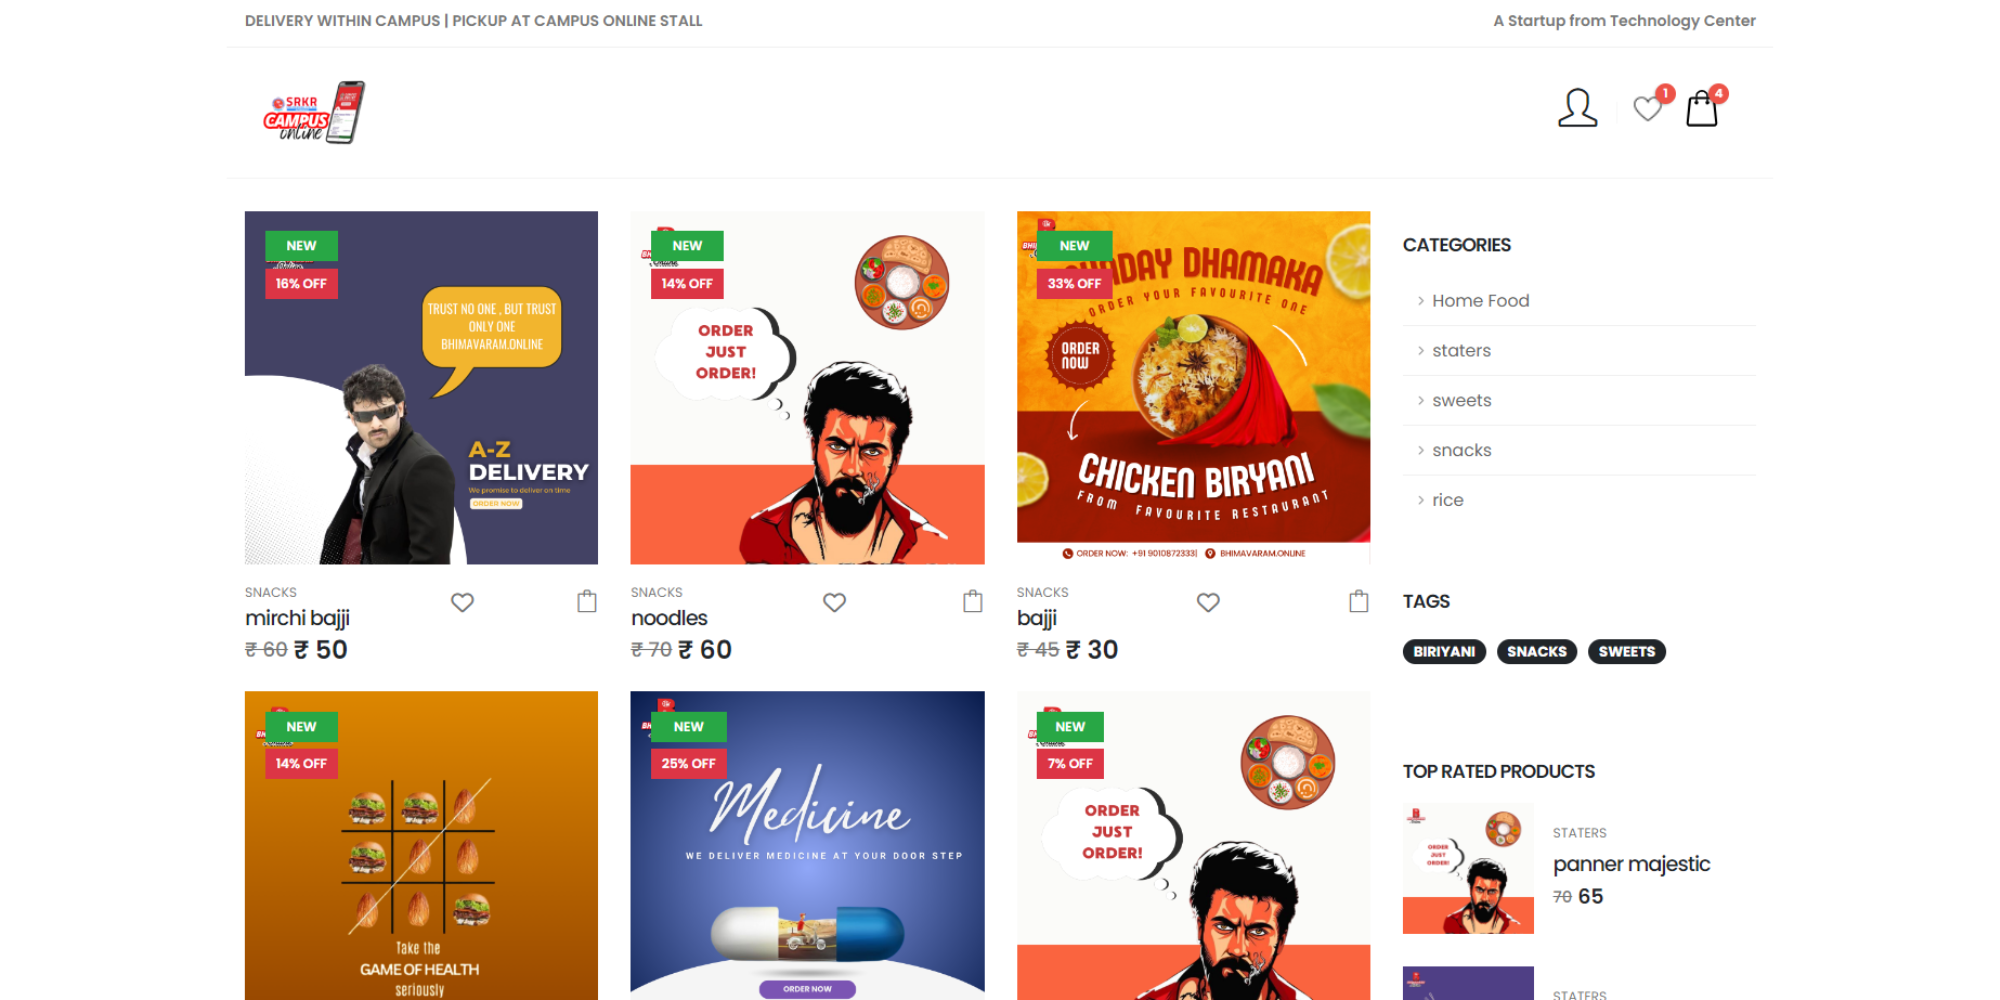 DELIVERY WITHIN CAMPUS | PICKUP AT CAMPUS ONLINE STALL
A Startup from Technology Center
SRKR
CAMPUS
online
1
4
NEW
16% OFF
TRUST NO ONE , BUT TRUST
ONLY ONE
BHIMAVARAM.ONLINE
A-Z
DELIVERY
We promise to deliver on time
ORDER NOW
SNACKS
mirchi bajji
₹ 60 ₹ 50
NEW
14% OFF
ORDER
JUST
ORDER!
SNACKS
noodles
₹ 70 ₹ 60
NEW
33% OFF
DHAMAKA
ORDER YOUR FAVOURITE ONE
ORDER
NOW
CHICKEN BIRYANI
FROM FAVOURITE RESTAURANT
ORDER NOW: +91 9010872333| BHIMAVARAM.ONLINE
SNACKS
bajji
₹ 45 ₹ 30
CATEGORIES
Home Food
staters
sweets
snacks
rice
TAGS
BIRIYANI SNACKS SWEETS
NEW
14% OFF
Take the
GAME OF HEALTH
seriously
NEW
25% OFF
Medicine
WE DELIVER MEDICINE AT YOUR DOOR STEP
ORDER NOW
NEW
7% OFF
ORDER
JUST
ORDER!
TOP RATED PRODUCTS
ORDER
JUST
ORDER!
STATERS
panner majestic
70 65
STATERS